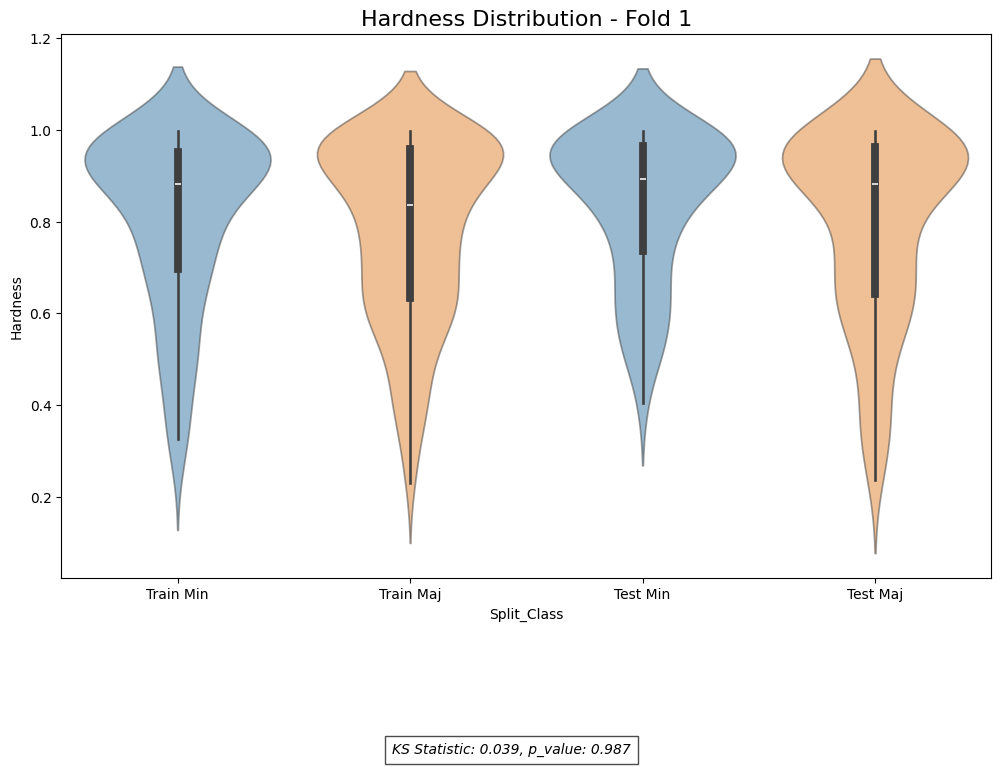 Hardness Distribution - Fold 1
1.2
1.0
0.8
0.6
0.4
0.2
Hardness
Train Min
Train Maj
Test Min
Test Maj
Split_Class
KS Statistic: 0.039, p_value: 0.987